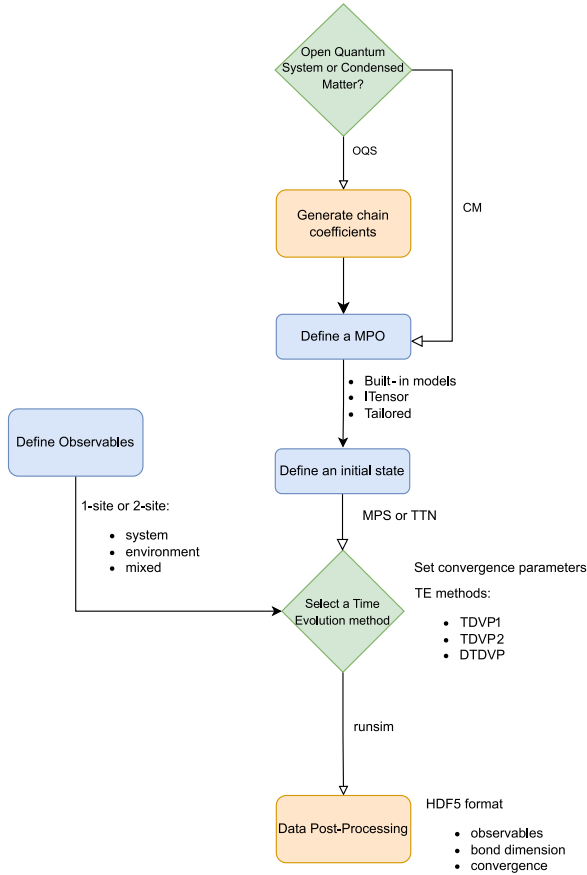 Open Quantum
System or Condensed
Matter?
OQS
CM
Generate chain
coefficients
Define a MPO
• Built-in models
• ITensor
• Tailored
Define Observables
Define an initial state
1-site or 2-site:
• system
• environment
• mixed
MPS or TTN
Select a Time
Evolution method
Set convergence parameters
TE methods:
• TDVP1
• TDVP2
• DTDVP
runsim
Data Post-Processing
HDF5 format
• observables
• bond dimension
• convergence